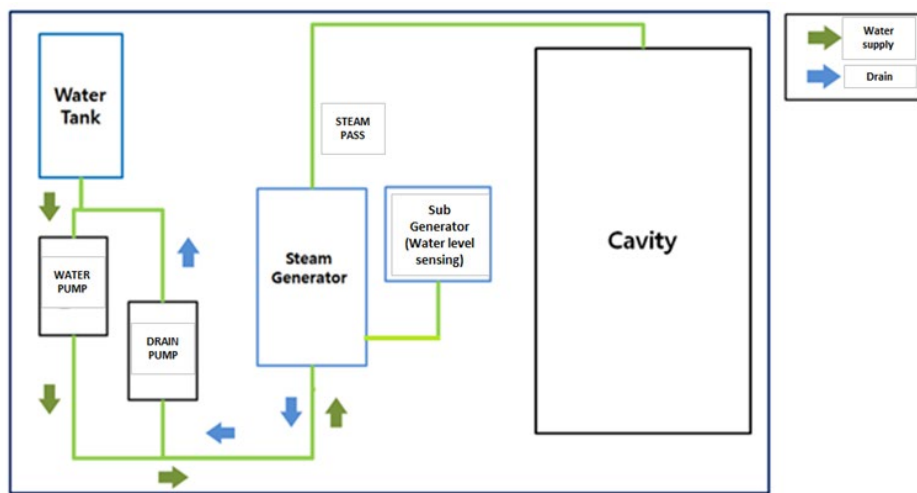 Water
Tank
WATER
PUMP
DRAIN
PUMP
STEAM
PASS
Steam
Generator
Sub
Generator
(Water level
sensing)
Cavity
Water
supply
Drain